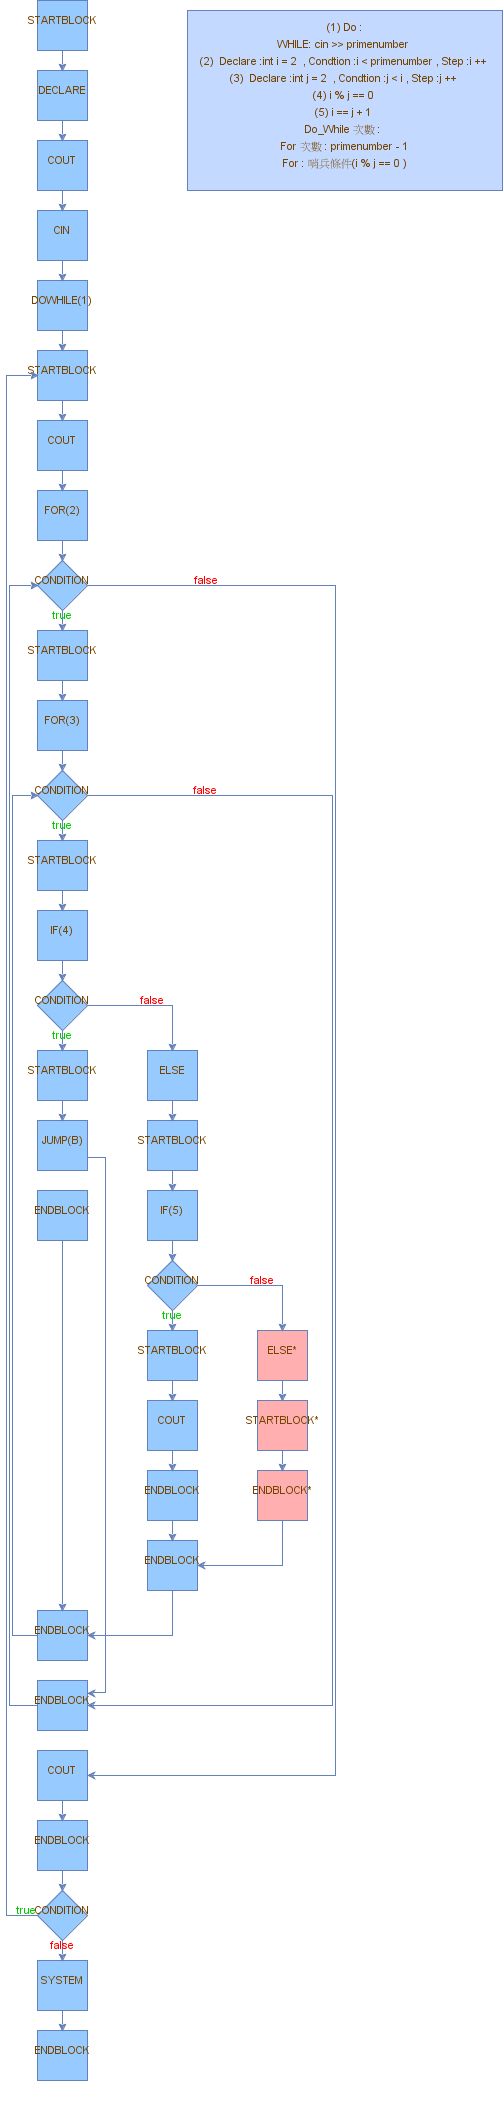 STARTBLOCK
(1) Do :
WHILE: cin >> primenumber
(2) Declare :int i = 2 , Condtion :i < primenumber , Step :i ++
(3) Declare :int j = 2 , Condtion :j < i , Step :j ++
(4) i % j == 0
(5) i == j + 1
Do_While 次數 :
For 次數 : primenumber - 1
For : 哨兵條件(i % j == 0 )
DECLARE
COUT
CIN
DOWHILE(1)
STARTBLOCK
COUT
FOR(2)
CONDITION
false
true
STARTBLOCK
FOR(3)
CONDITION
false
true
STARTBLOCK
IF(4)
CONDITION
false
true
STARTBLOCK
ELSE
JUMP(B)
STARTBLOCK
ENDBLOCK
IF(5)
CONDITION
false
true
STARTBLOCK
ELSE*
COUT
STARTBLOCK*
ENDBLOCK
ENDBLOCK*
ENDBLOCK
ENDBLOCK
ENDBLOCK
COUT
ENDBLOCK
true
CONDITION
false
SYSTEM
ENDBLOCK